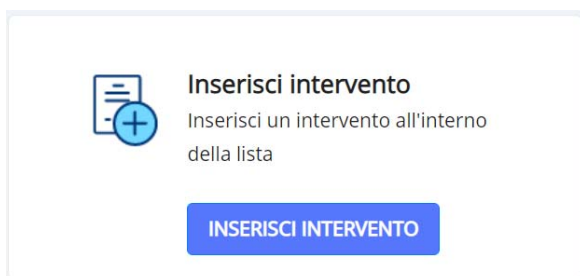 Inserisci intervento
Inserisci un intervento all'interno
della lista
INSERISCI INTERVENTO